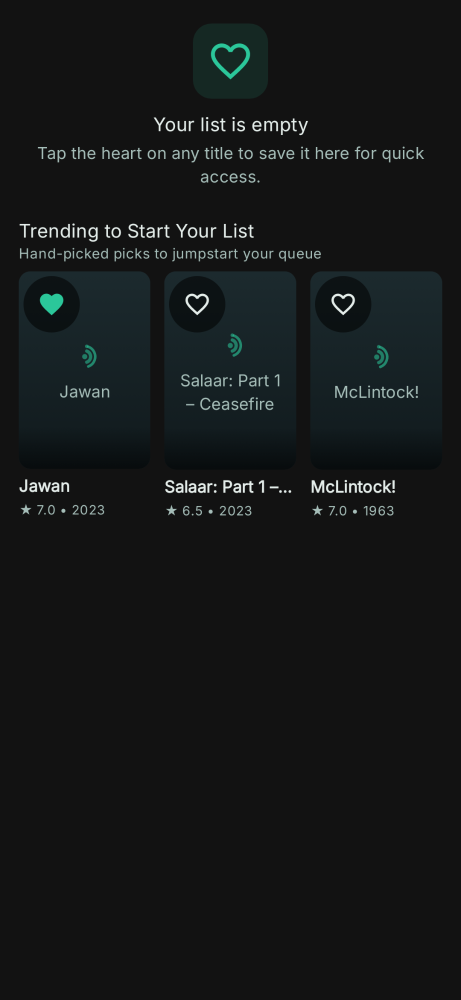 Your list is empty
Tap the heart on any title to save it here for quick
access.
Trending to Start Your List
Hand-picked picks to jumpstart your queue
Jawan
Salaar: Part 1
– Ceasefire
McLintock!
Jawan
Salaar: Part 1 –...
McLintock!
★ 7.0 • 2023
★ 6.5 • 2023
★ 7.0 • 1963